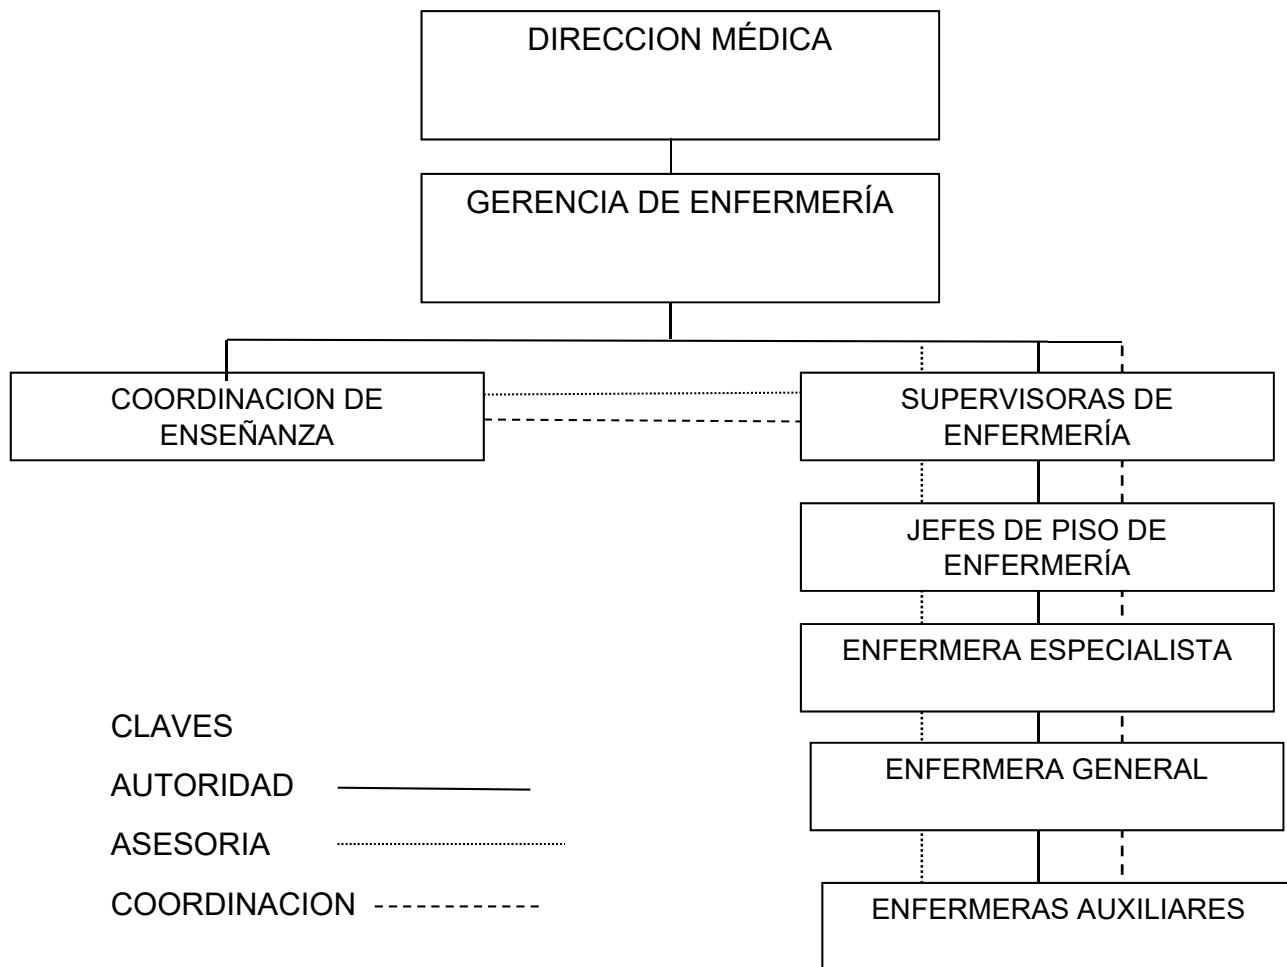 DIRECCION MÉDICA
GERENCIA DE ENFERMERÍA
COORDINACION DE
ENSEÑANZA
SUPERVISORAS DE
ENFERMERÍA
JEFES DE PISO DE
ENFERMERÍA
ENFERMERA ESPECIALISTA
ENFERMERA GENERAL
ENFERMERAS AUXILIARES
CLAVES
AUTORIDAD
ASESORIA
COORDINACION